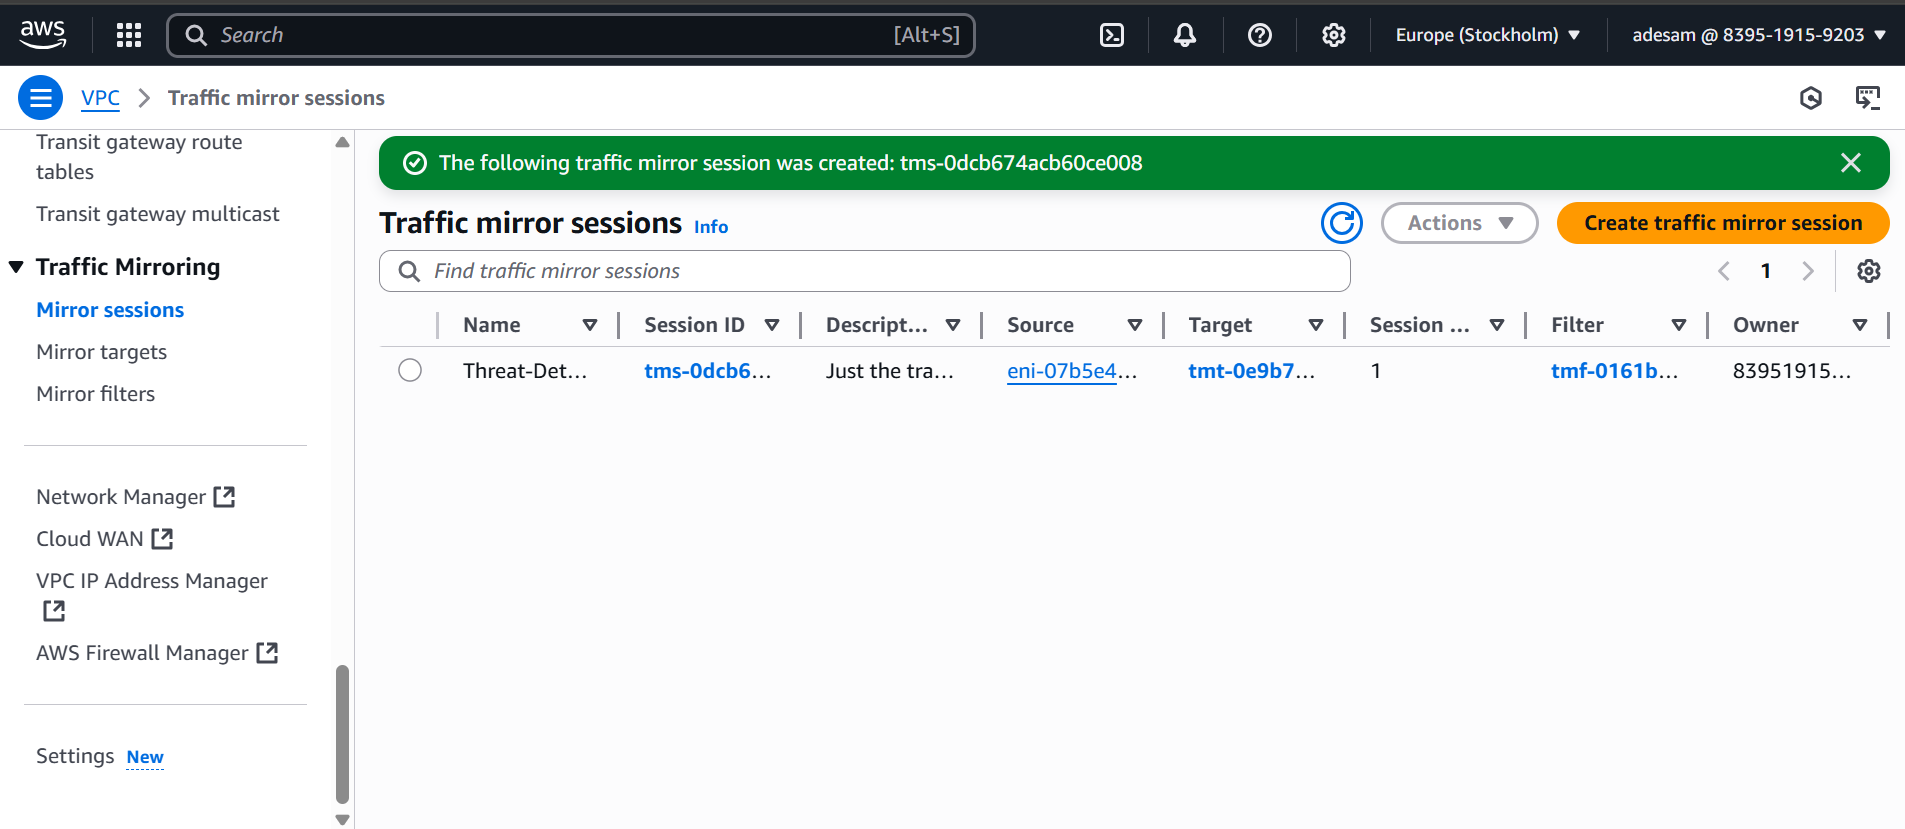 aws
Search [Alt+S]
Europe (Stockholm)
adesam @ 8395-1915-9203
VPC
Traffic mirror sessions
Transit gateway route
tables
Transit gateway multicast
Traffic Mirroring
Mirror sessions
Mirror targets
Mirror filters
Network Manager
Cloud WAN
VPC IP Address Manager
AWS Firewall Manager
Settings New
The following traffic mirror session was created: tms-0dcb674acb60ce008
Traffic mirror sessions Info
Actions
Create traffic mirror session
Find traffic mirror sessions
1
Name Session ID Descript... Source Target Session ... Filter Owner
Threat-Det... tms-0dcb6... Just the tra... eni-07b5e4... tmt-0e9b7... 1 tmf-0161b... 83951915...